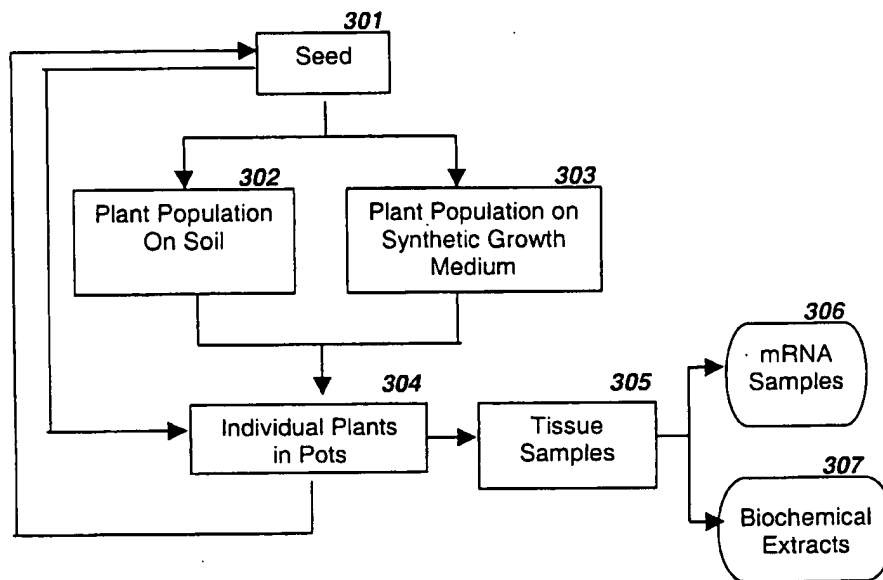 301
Seed
302
Plant Population
On Soil
303
Plant Population on
Synthetic Growth
Medium
304
Individual Plants
in Pots
305
Tissue
Samples
306
mRNA
Samples
307
Biochemical
Extracts